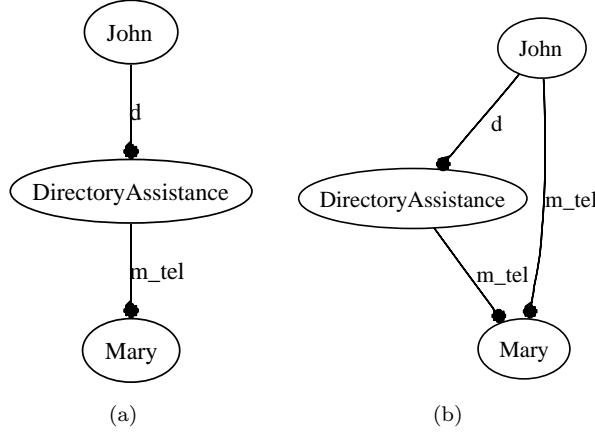 John
d
DirectoryAssistance
m_tel
Mary
(a)
John
d
DirectoryAssistance
m_tel
m_tel
Mary
(b)